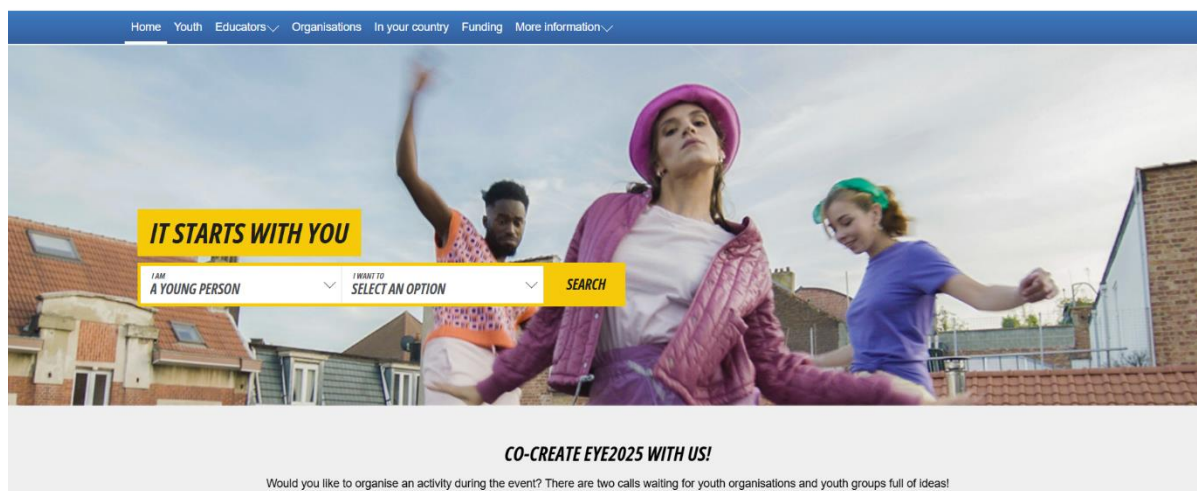 Home Youth Educators Organisations In your country Funding More information
IT STARTS WITH YOU
I AM
A YOUNG PERSON
I WANT TO
SELECT AN OPTION
SEARCH
CO-CREATE EYE2025 WITH US!
Would you like to organise an activity during the event? There are two calls waiting for youth organisations and youth groups full of ideas!